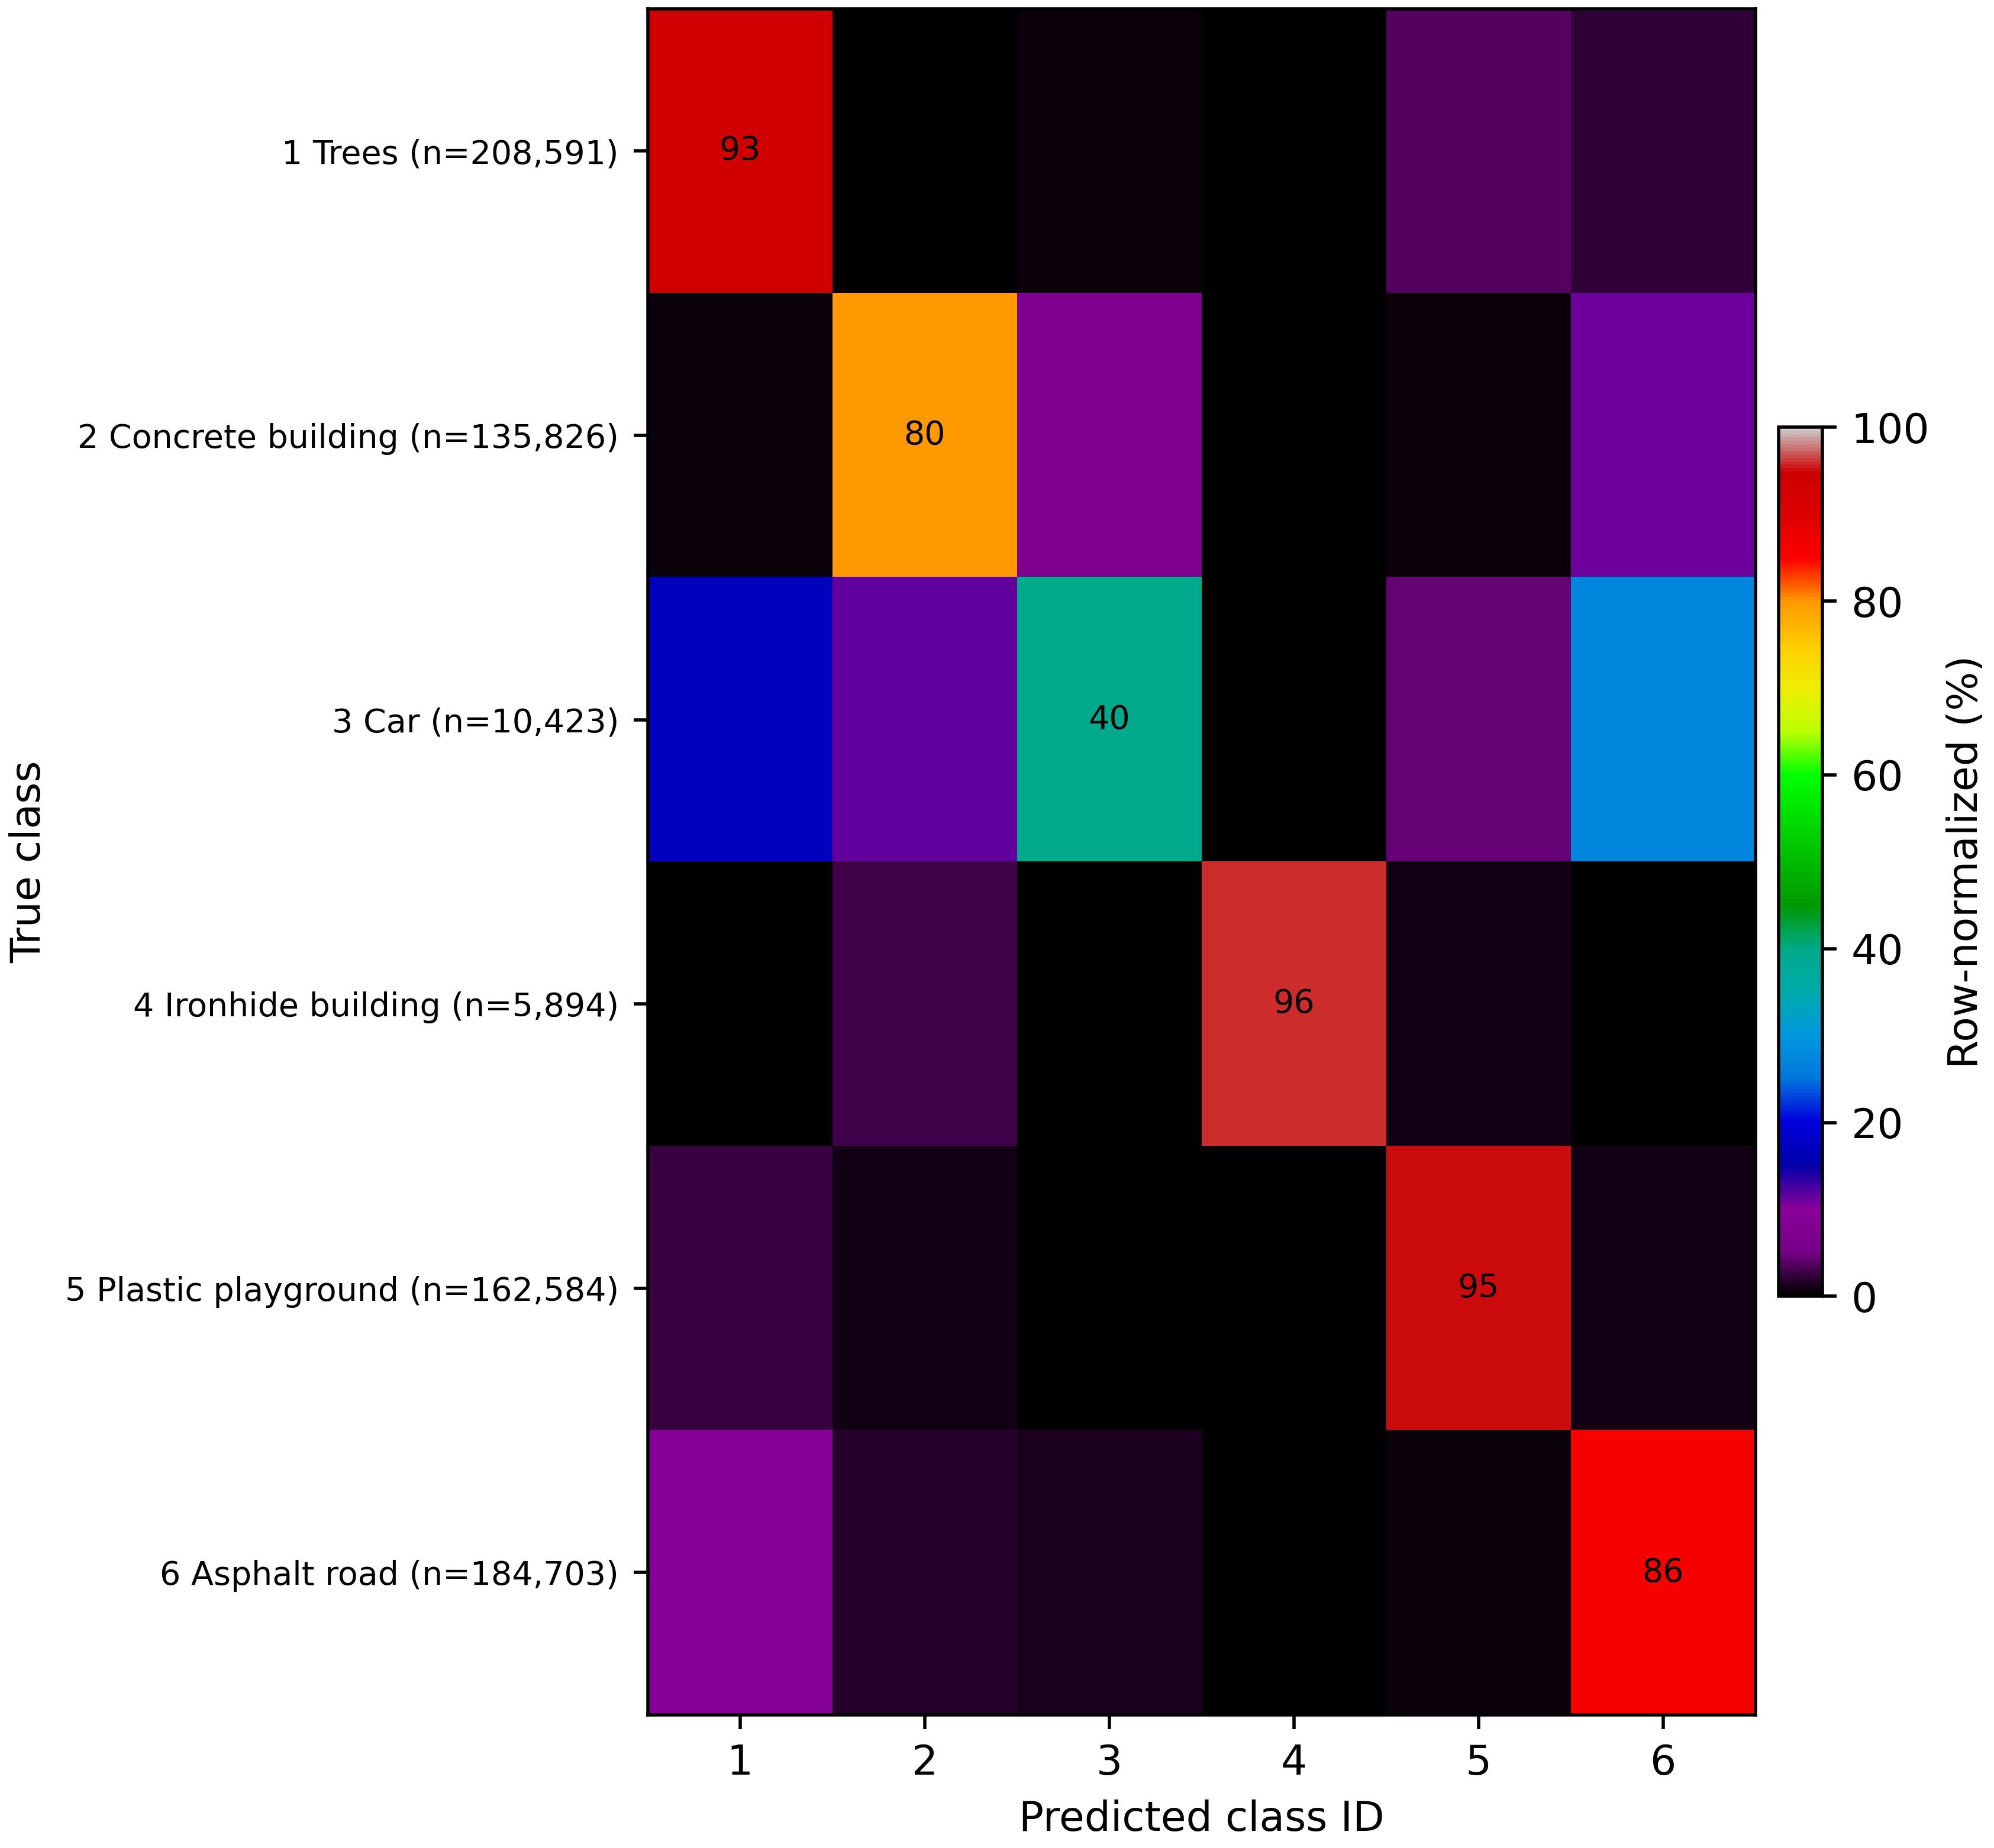 True class
1 Trees (n=208,591)
2 Concrete building (n=135,826)
3 Car (n=10,423)
4 Ironhide building (n=5,894)
5 Plastic playground (n=162,584)
6 Asphalt road (n=184,703)
93
80
40
96
95
86
1 2 3 4 5 6
Predicted class ID
100
80
60
40
20
0
Row-normalized (%)